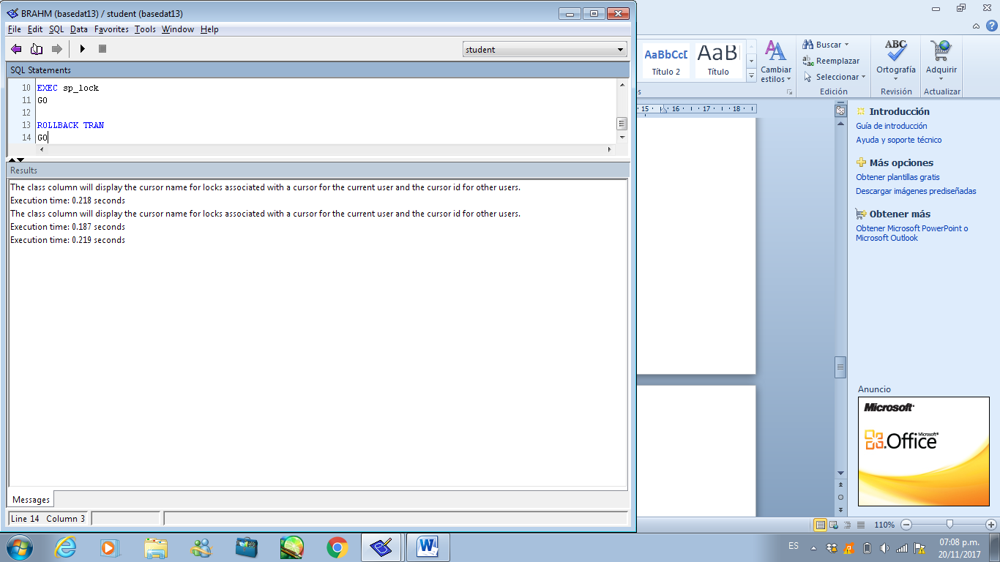 BRAHM (basedat13) / student (basedat13)
File Edit SQL Data Favorites Tools Window Help
student
SQL Statements
10 EXEC sp_lock
11 GO
12
13 ROLLBACK TRAN
14 GO
Results
The class column will display the cursor name for locks associated with a cursor for the current user and the cursor id for other users.
Execution time: 0.218 seconds
The class column will display the cursor name for locks associated with a cursor for the current user and the cursor id for other users.
Execution time: 0.187 seconds
Execution time: 0.219 seconds
Messages
Line 14 Column 3
AaBbCcD AaB
Título 2 Título
Cambiar
estilos
Buscar
Reemplazar
Seleccionar
Edición
ABC
Ortografía
Revisión
Adquirir
Actualizar
s
15 16 17 18
Introducción
Guía de introducción
Ayuda y soporte técnico
Más opciones
Obtener plantillas gratis
Descargar imágenes prediseñadas
Obtener más
Obtener Microsoft PowerPoint o
Microsoft Outlook
Anuncio
Microsoft
Microsoft
Office
110%
ES
07:08 p.m.
20/11/2017